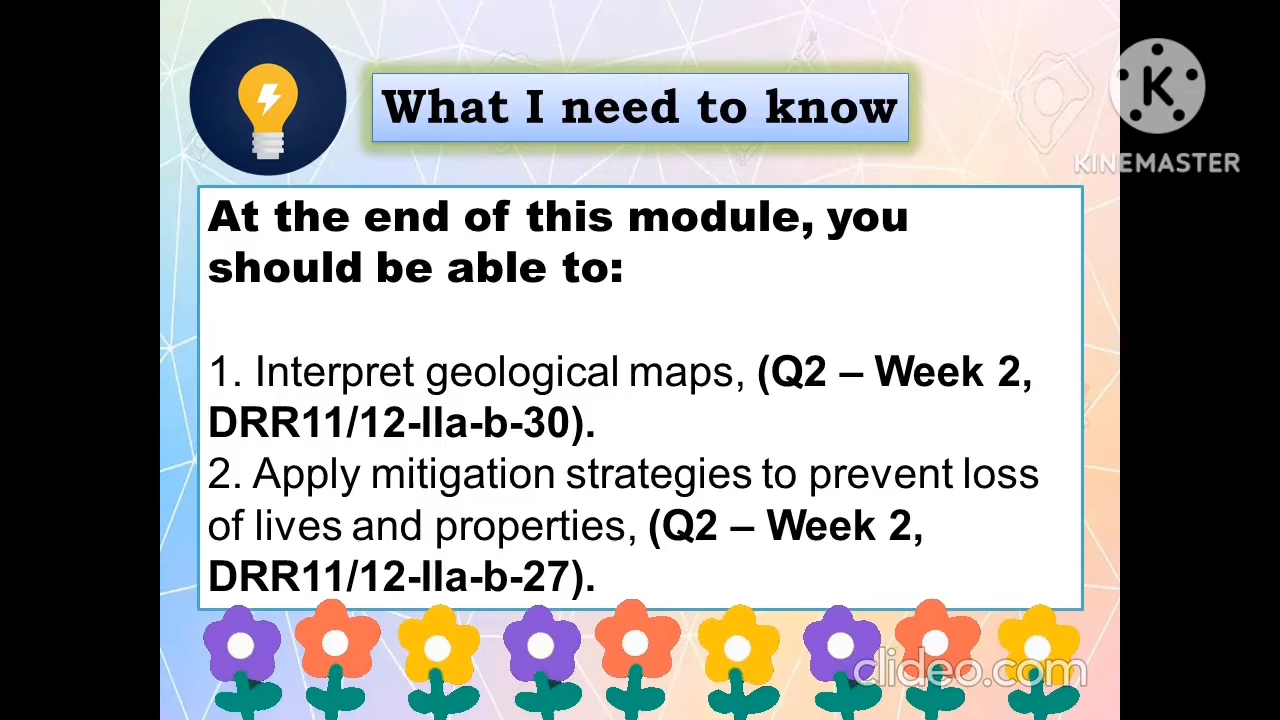 What I need to know
KINEMASTER
At the end of this module, you
should be able to:
1. Interpret geological maps, (Q2 – Week 2,
DRR11/12-IIa-b-30).
2. Apply mitigation strategies to prevent loss
of lives and properties, (Q2 – Week 2,
DRR11/12-IIa-b-27).
clideo.com